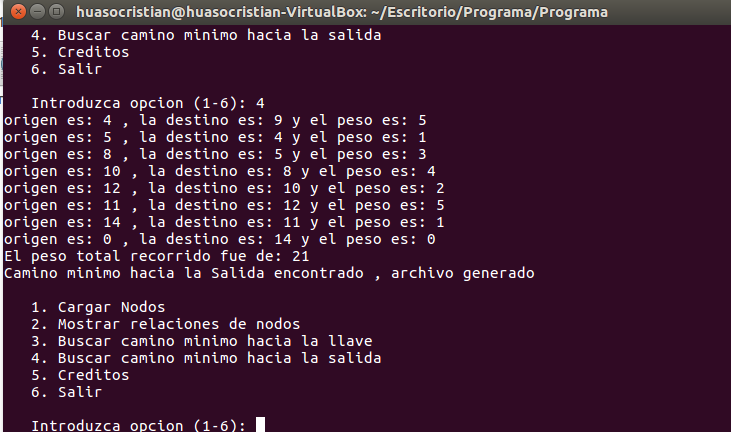 huasocristian@huasocristian-VirtualBox: ~/Escritorio/Programa/Programa
4. Buscar camino minimo hacia la salida
5. Creditos
6. Salir
Introduzca opcion (1-6): 4
origen es: 4 , la destino es: 9 y el peso es: 5
origen es: 5 , la destino es: 4 y el peso es: 1
origen es: 8 , la destino es: 5 y el peso es: 3
origen es: 10 , la destino es: 8 y el peso es: 4
origen es: 12 , la destino es: 10 y el peso es: 2
origen es: 11 , la destino es: 12 y el peso es: 5
origen es: 14 , la destino es: 11 y el peso es: 1
origen es: 0 , la destino es: 14 y el peso es: 0
El peso total recorrido fue de: 21
Camino minimo hacia la Salida encontrado , archivo generado
1. Cargar Nodos
2. Mostrar relaciones de nodos
3. Buscar camino minimo hacia la llave
4. Buscar camino minimo hacia la salida
5. Creditos
6. Salir
Introduzca opcion (1-6):